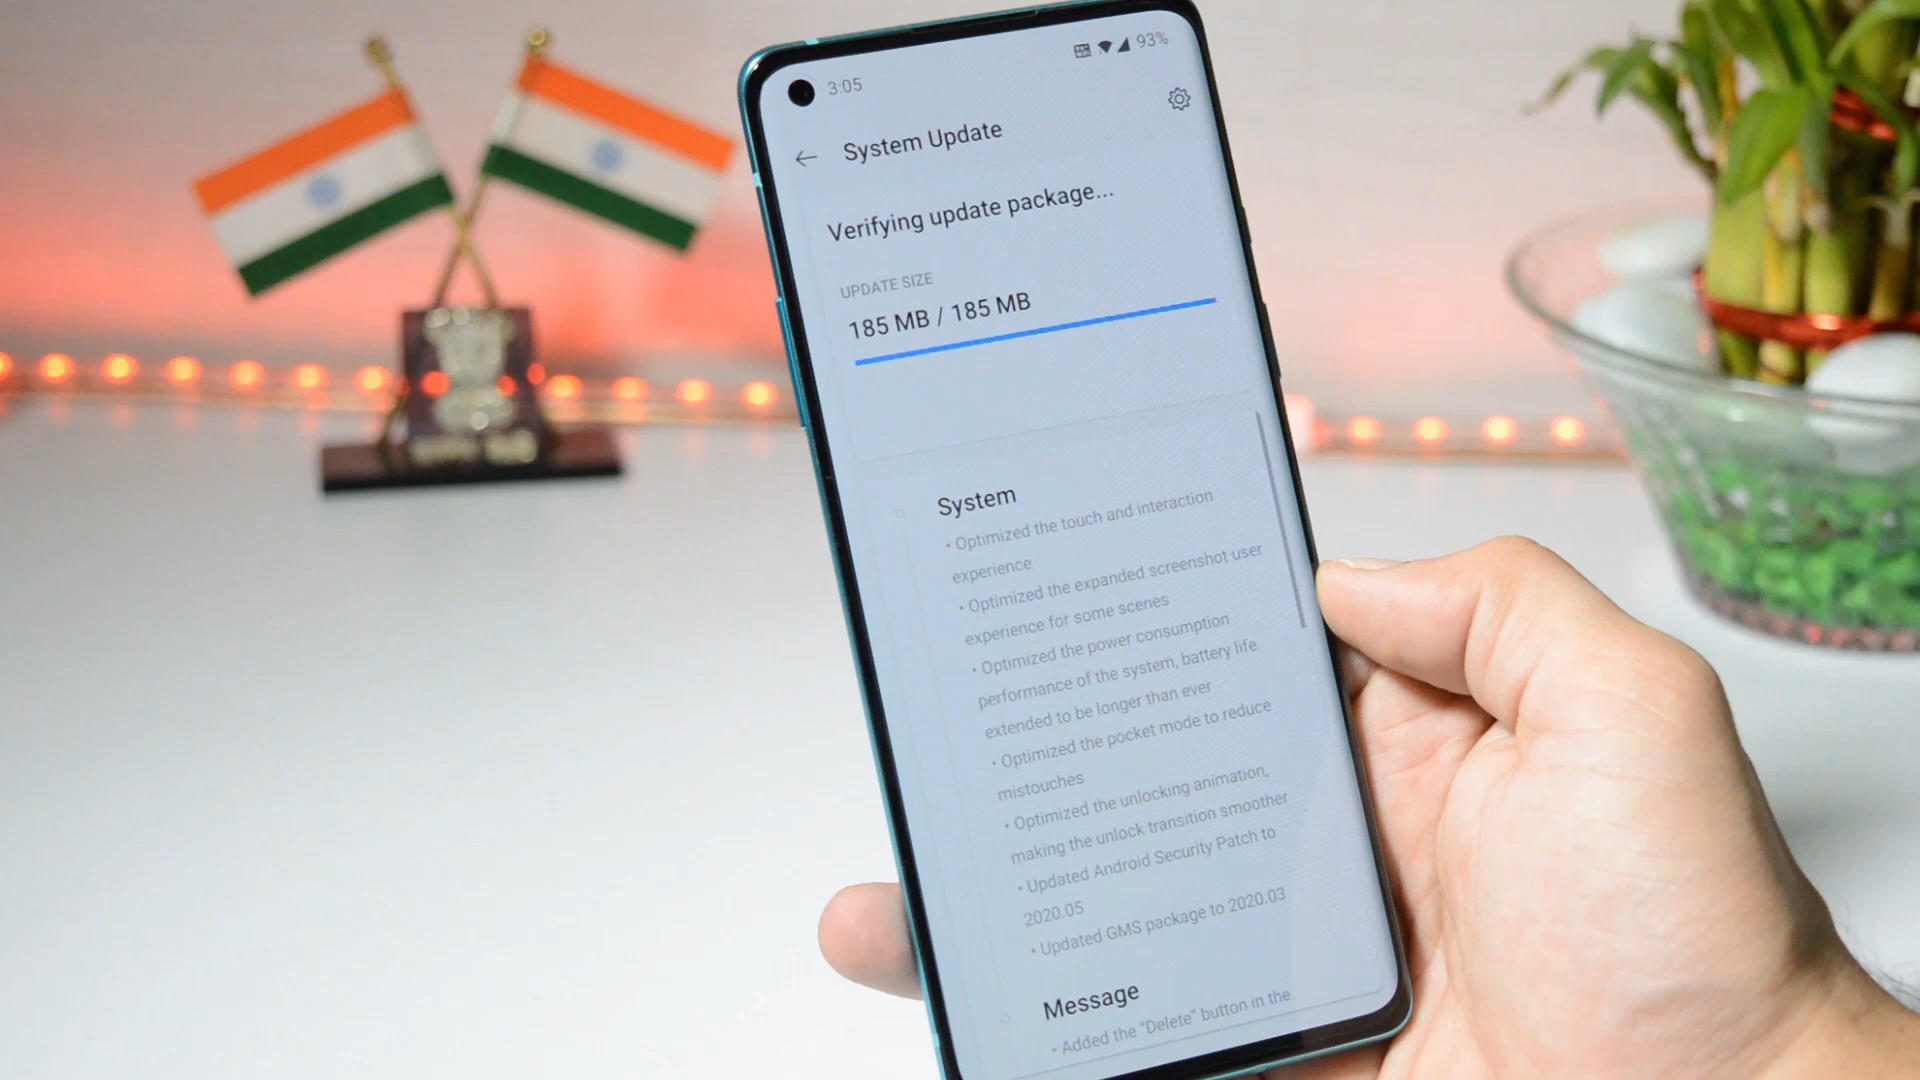 3:05
93%
System Update
Verifying update package...
UPDATE SIZE
185 MB / 185 MB
System
• Optimized the touch and interaction
experience
• Optimized the expanded screenshot user
experience for some scenes
• Optimized the power consumption
performance of the system, battery life
extended to be longer than ever
• Optimized the pocket mode to reduce
mistouches
• Optimized the unlocking animation,
making the unlock transition smoother
• Updated Android Security Patch to
2020.05
• Updated GMS package to 2020.03
Message
• Added the "Delete" button in the